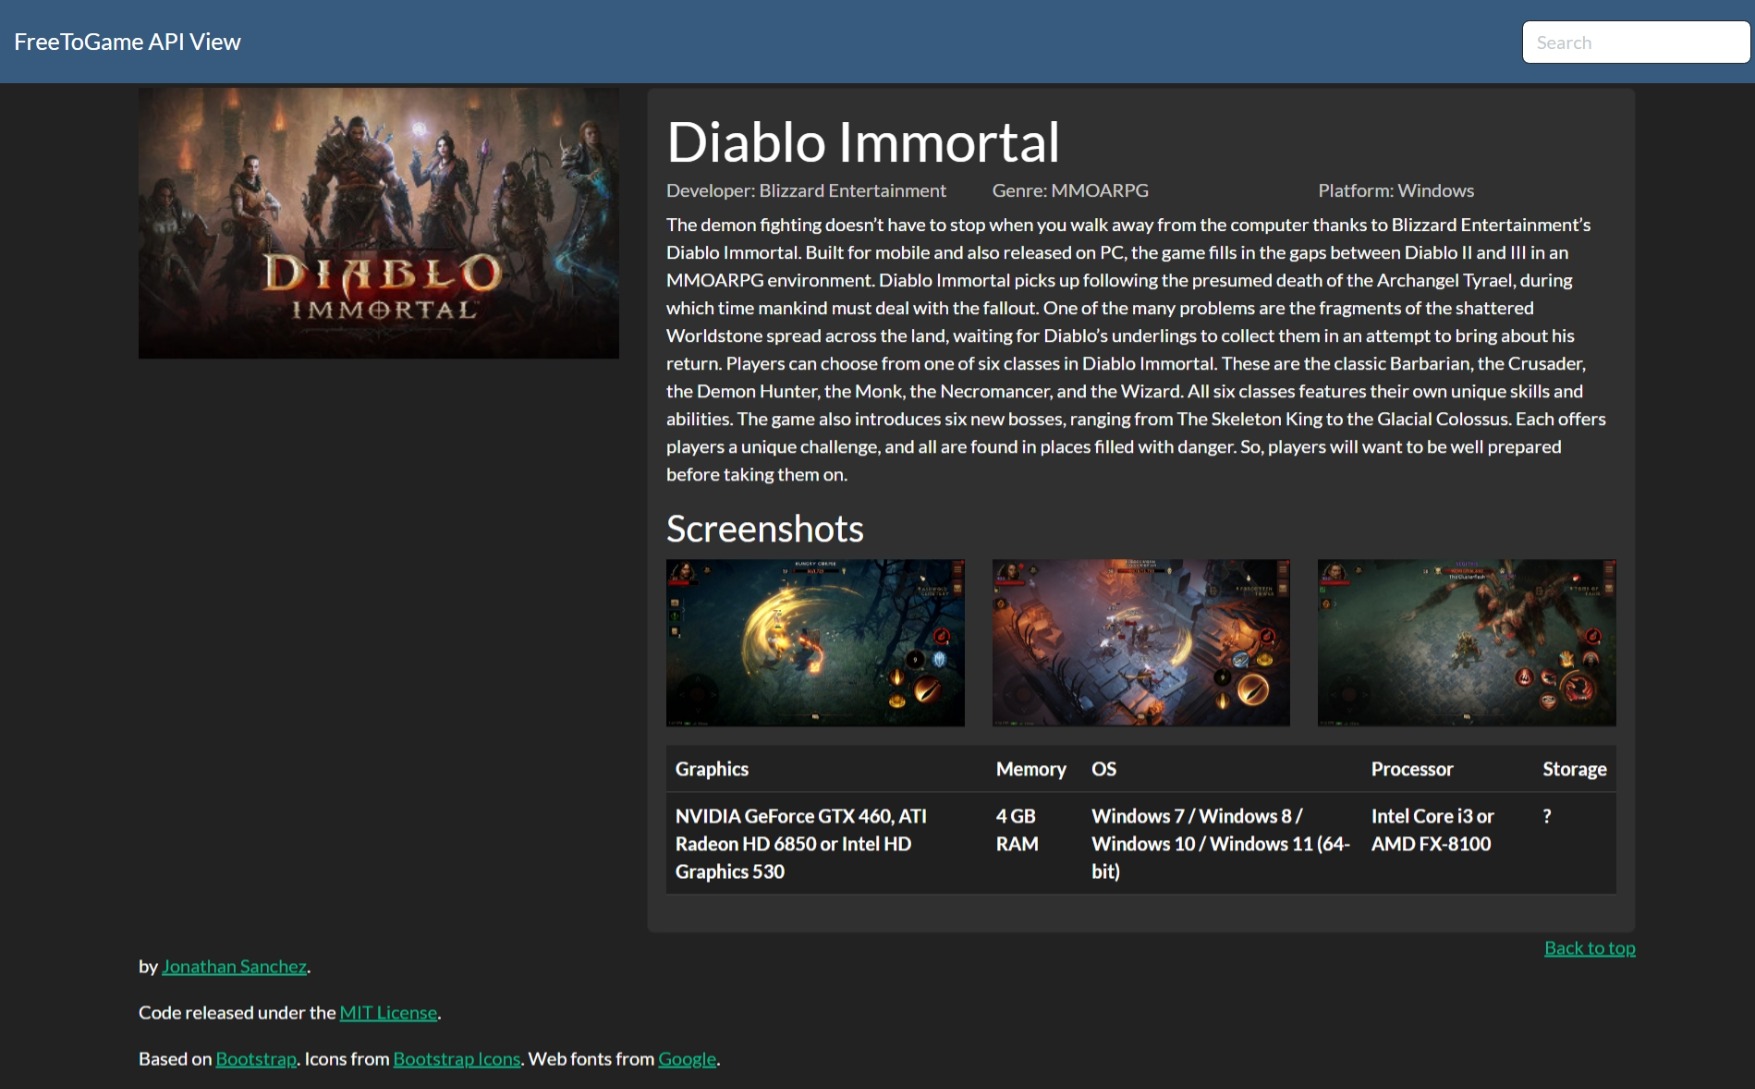 FreeToGame API View
Search
DIABLO
IMMORTAL
Diablo Immortal
Developer: Blizzard Entertainment
Genre: MMOARPG
Platform: Windows
The demon fighting doesn’t have to stop when you walk away from the computer thanks to Blizzard Entertainment’s
Diablo Immortal. Built for mobile and also released on PC, the game fills in the gaps between Diablo II and III in an
MMOARPG environment. Diablo Immortal picks up following the presumed death of the Archangel Tyrael, during
which time mankind must deal with the fallout. One of the many problems are the fragments of the shattered
Worldstone spread across the land, waiting for Diablo’s underlings to collect them in an attempt to bring about his
return. Players can choose from one of six classes in Diablo Immortal. These are the classic Barbarian, the Crusader,
the Demon Hunter, the Monk, the Necromancer, and the Wizard. All six classes features their own unique skills and
abilities. The game also introduces six new bosses, ranging from The Skeleton King to the Glacial Colossus. Each offers
players a unique challenge, and all are found in places filled with danger. So, players will want to be well prepared
before taking them on.
Screenshots
Graphics
Memory
OS
Processor
Storage
NVIDIA GeForce GTX 460, ATI
Radeon HD 6850 or Intel HD
Graphics 530
4 GB
RAM
Windows 7 / Windows 8 /
Windows 10 / Windows 11 (64-
bit)
Intel Core i3 or
AMD FX-8100
?
Back to top
by Jonathan Sanchez.
Code released under the MIT License.
Based on Bootstrap. Icons from Bootstrap Icons. Web fonts from Google.